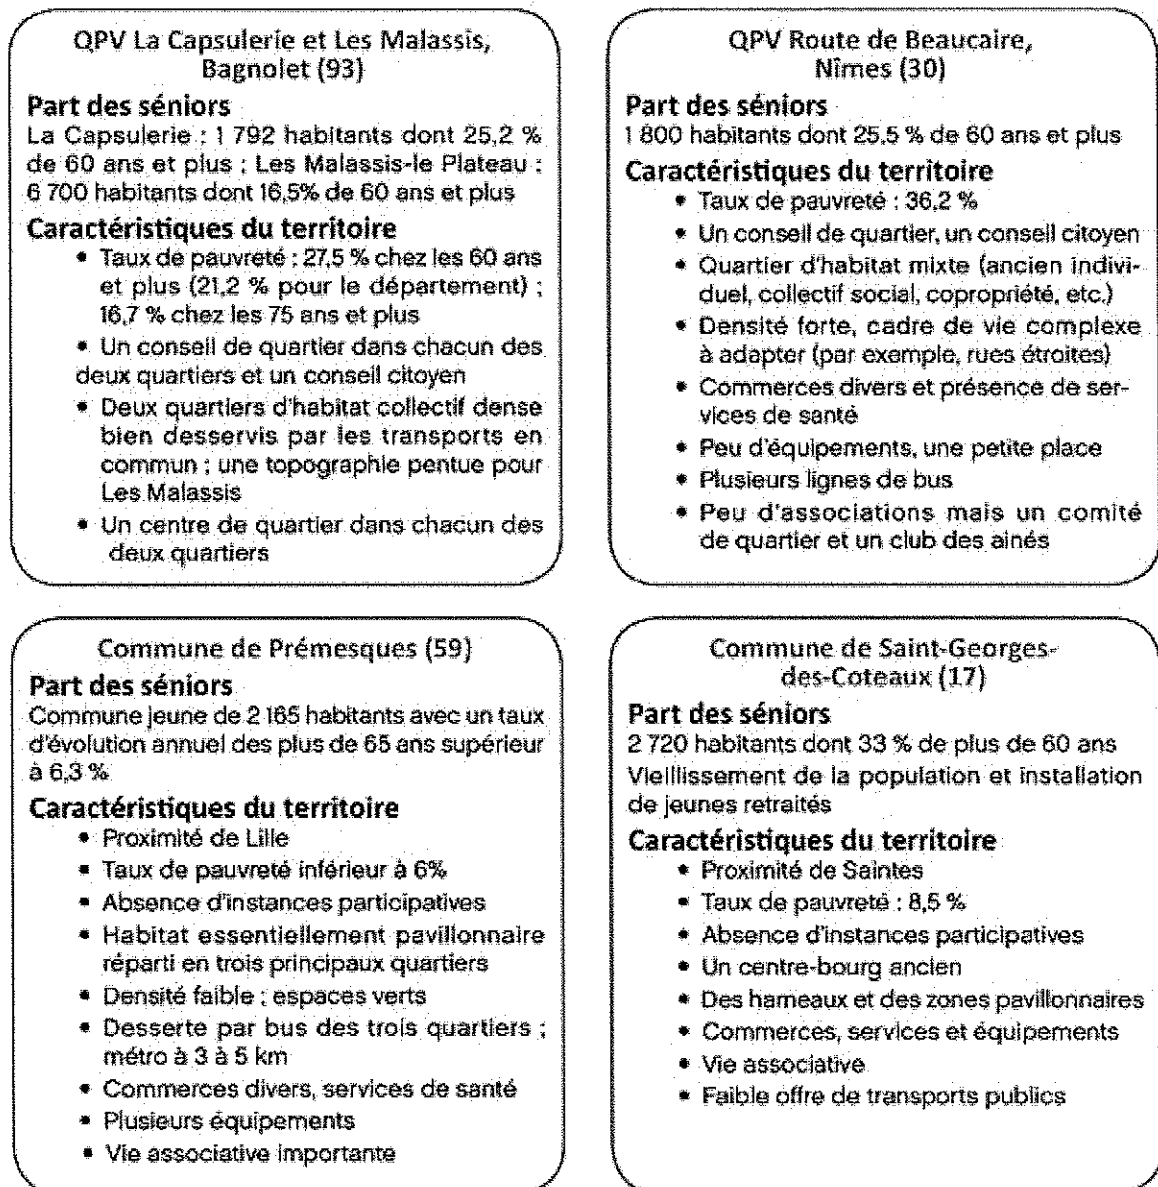 QPV La Capsulerie et Les Malassis,
Bagnolet (93)
Part des séniors
La Capsulerie : 1 792 habitants dont 25,2 %
de 60 ans et plus ; Les Malassis-le Plateau :
6 700 habitants dont 16,5% de 60 ans et plus
Caractéristiques du territoire
• Taux de pauvreté : 27,5 % chez les 60 ans
et plus (21,2 % pour le département) ;
16,7 % chez les 75 ans et plus
• Un conseil de quartier dans chacun des
deux quartiers et un conseil citoyen
• Deux quartiers d'habitat collectif dense
bien desservis par les transports en
commun ; une topographie pentue pour
Les Malassis
• Un centre de quartier dans chacun des
deux quartiers
QPV Route de Beaucaire,
Nîmes (30)
Part des séniors
1 800 habitants dont 25,5 % de 60 ans et plus
Caractéristiques du territoire
• Taux de pauvreté : 36,2 %
• Un conseil de quartier, un conseil citoyen
• Quartier d'habitat mixte (ancien indivi-
duel, collectif social, copropriété, etc.)
• Densité forte, cadre de vie complexe
à adapter (par exemple, rues étroites)
• Commerces divers et présence de ser-
vices de santé
• Peu d'équipements, une petite place
• Plusieurs lignes de bus
• Peu d'associations mais un comité
de quartier et un club des ainés
Commune de Prémesques (59)
Part des séniors
Commune jeune de 2 165 habitants avec un taux
d'évolution annuel des plus de 65 ans supérieur
à 6,3 %
Caractéristiques du territoire
• Proximité de Lille
• Taux de pauvreté inférieur à 6%
• Absence d'instances participatives
• Habitat essentiellement pavillonnaire
réparti en trois principaux quartiers
• Densité faible ; espaces verts
• Desserte par bus des trois quartiers ;
métro à 3 à 5 km
• Commerces divers, services de santé
• Plusieurs équipements
• Vie associative importante
Commune de Saint-Georges-
des-Coteaux (17)
Part des séniors
2 720 habitants dont 33 % de plus de 60 ans
Vieillissement de la population et installation
de jeunes retraités
Caractéristiques du territoire
• Proximité de Saintes
• Taux de pauvreté : 8,5 %
• Absence d'instances participatives
• Un centre-bourg ancien
• Des hameaux et des zones pavillonnaires
• Commerces, services et équipements
• Vie associative
• Faible offre de transports publics